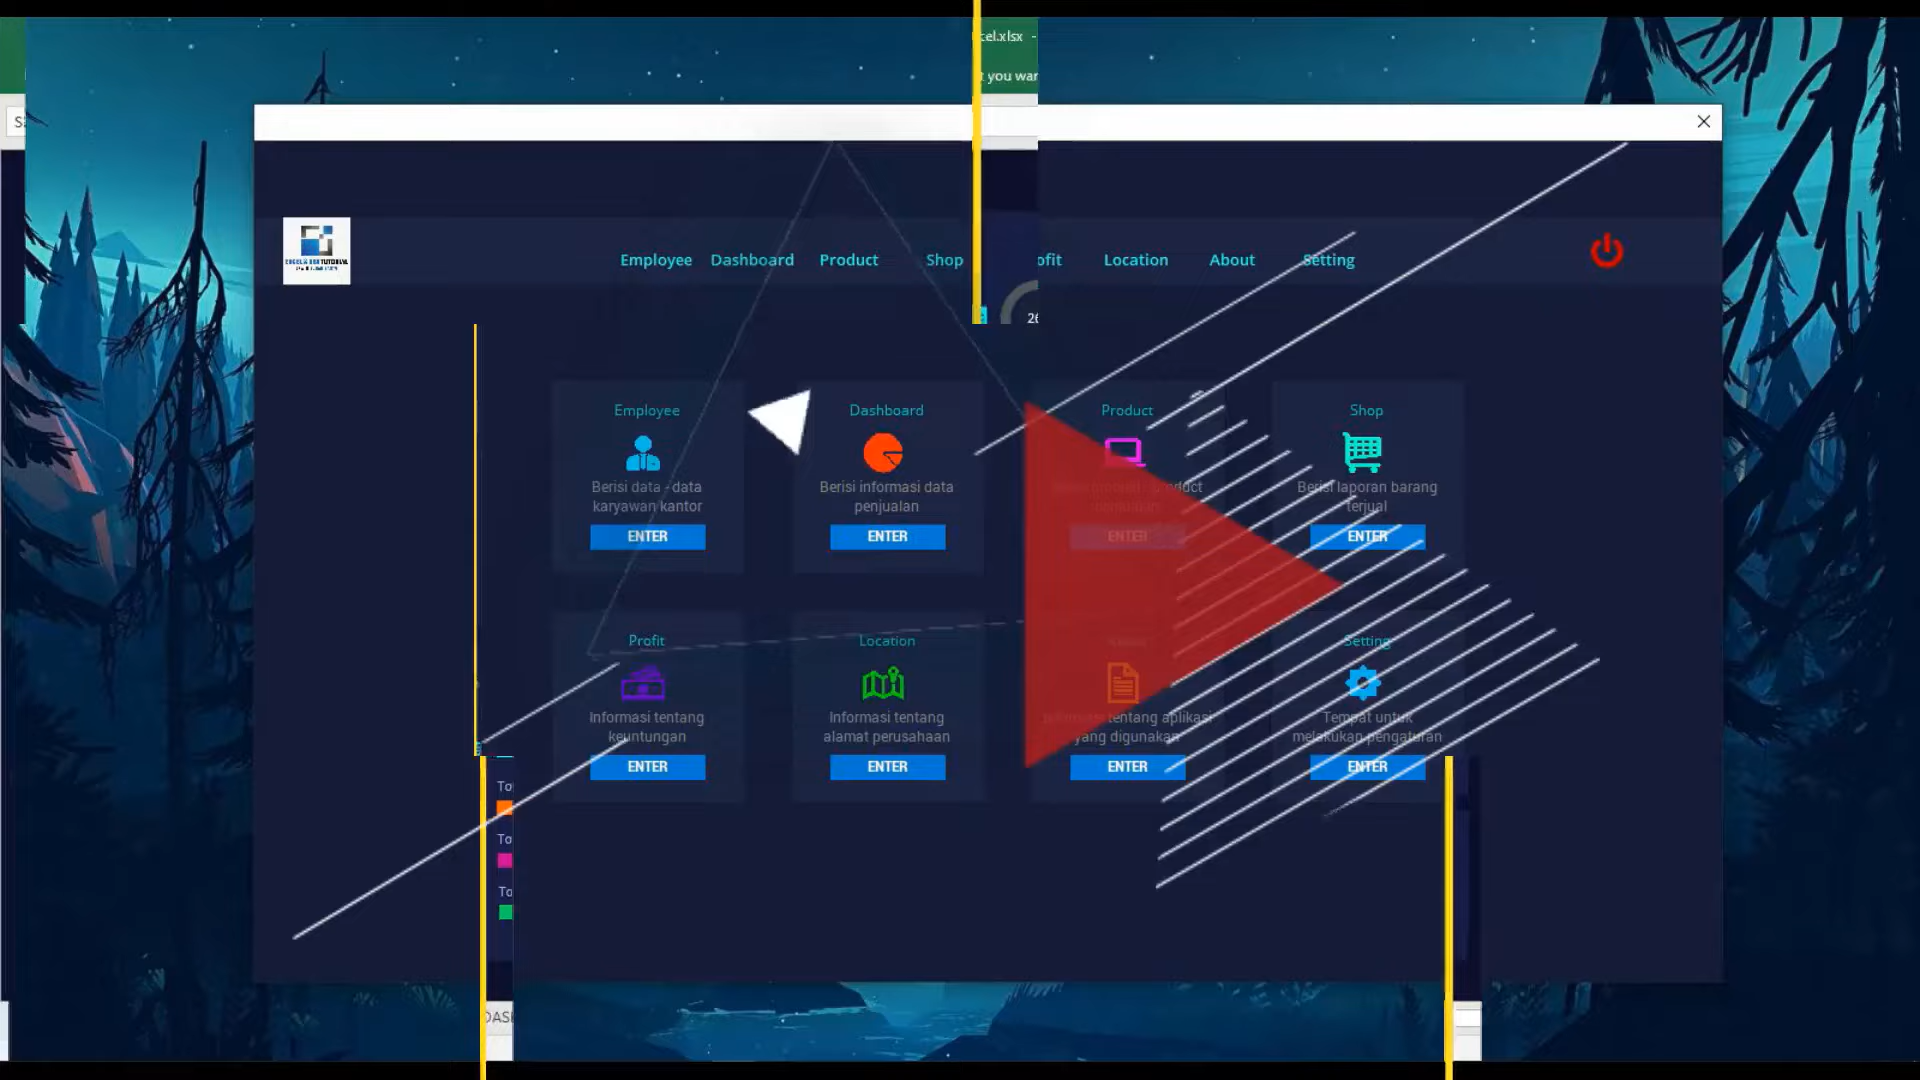 cel.xlsx -
t you wan
Employee Dashboard Product Shop ofit Location About Setting
26
Employee
Berisi data - data
karyawan kantor
ENTER
Dashboard
Berisi informasi data
penjualan
ENTER
Product
ENTER
Shop
Berisi laporan barang
terjual
ENTER
Profit
Informasi tentang
keuntungan
ENTER
Location
Informasi tentang
alamat perusahaan
ENTER
tentang aplikasi
yang digunakan
ENTER
Setting
Tempat untuk
melakukan pengaturan
ENTER
To
To
To
DASH